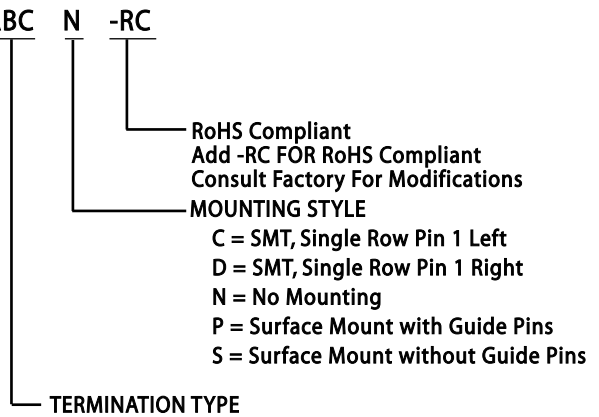 BC N -RC
RoHS Compliant
Add -RC FOR RoHS Compliant
Consult Factory For Modifications
MOUNTING STYLE
C = SMT, Single Row Pin 1 Left
D = SMT, Single Row Pin 1 Right
N = No Mounting
P = Surface Mount with Guide Pins
S = Surface Mount without Guide Pins
TERMINATION TYPE